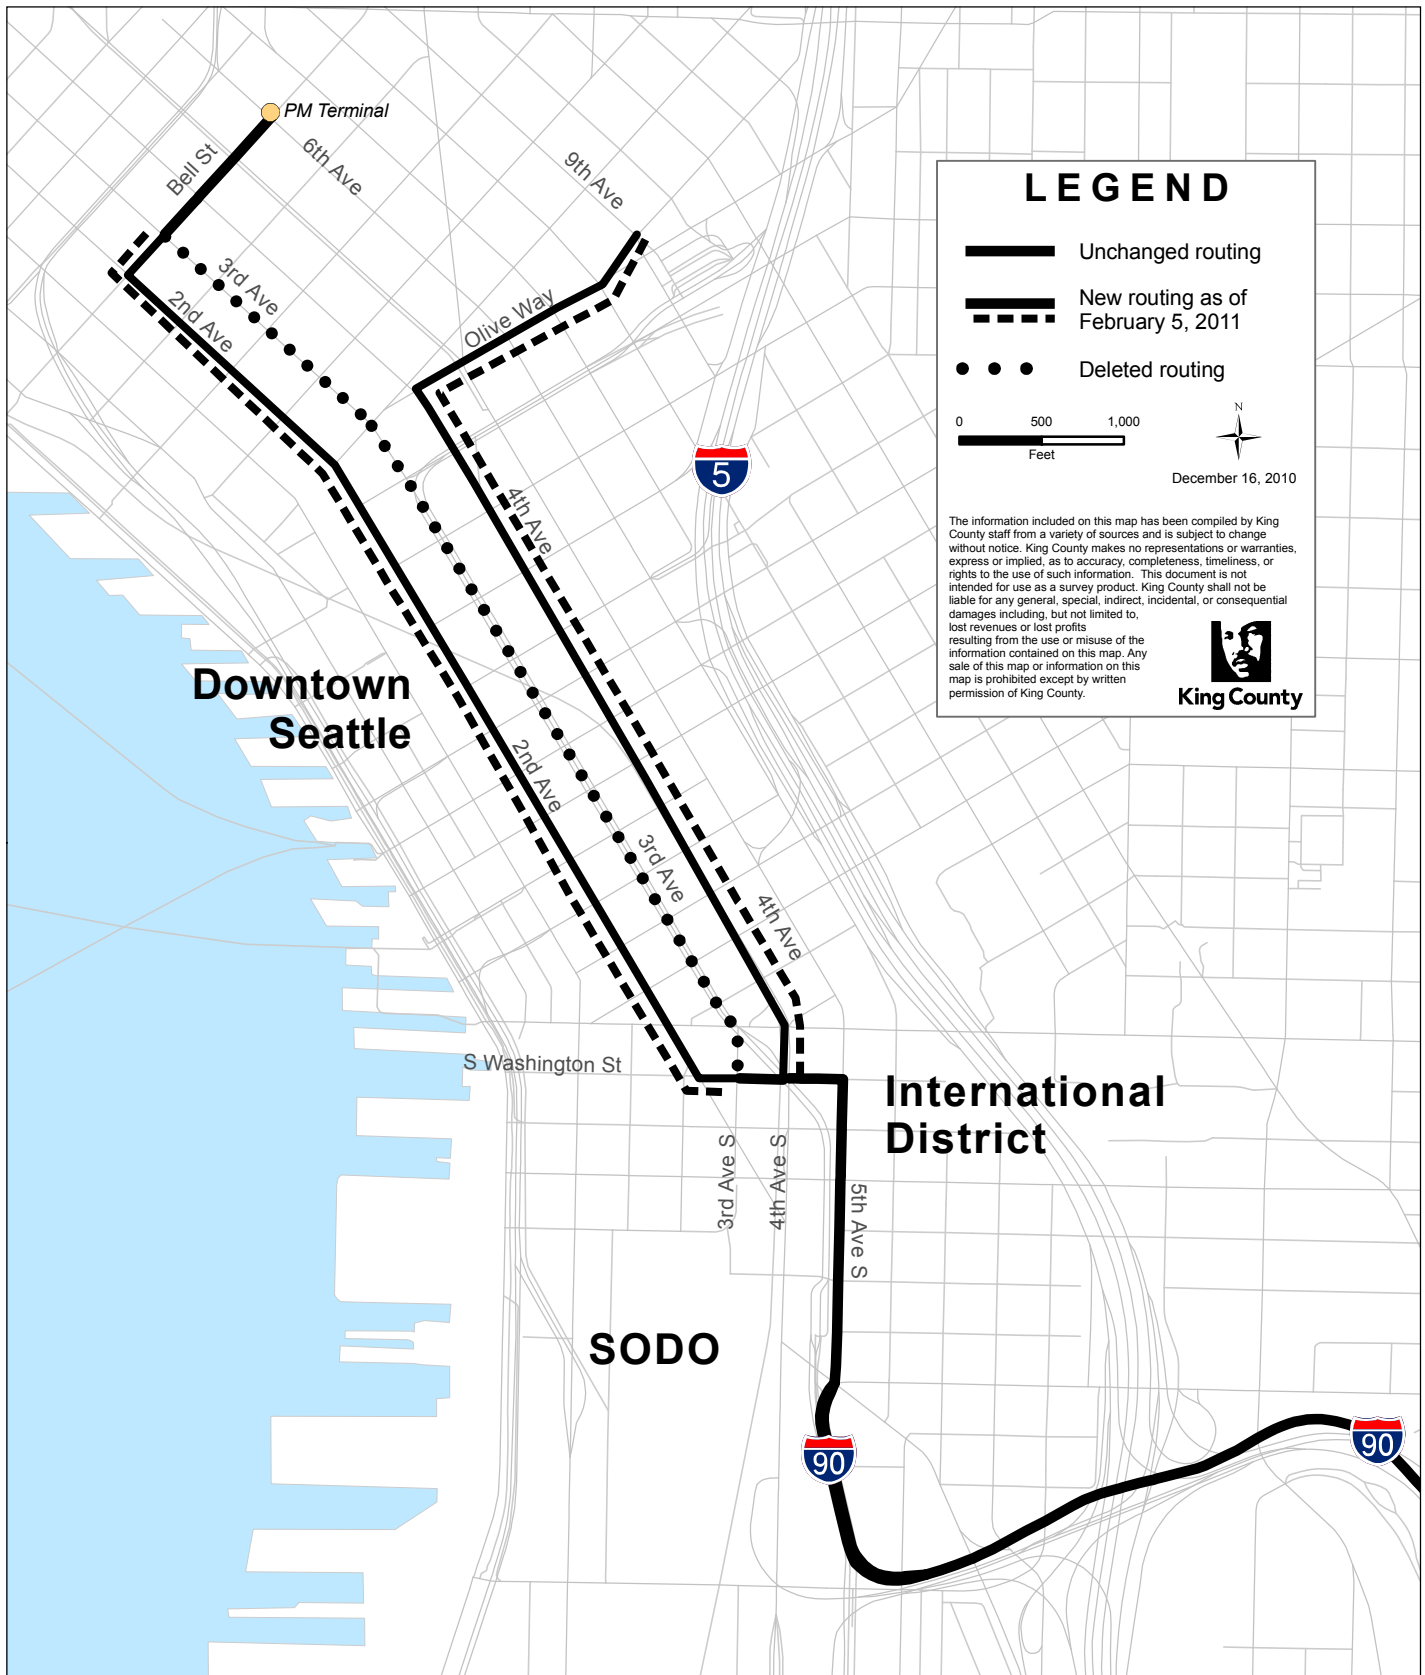 PM Terminal
Bell St
6th Ave
9th Ave
3rd Ave
2nd Ave
Olive Way
4th Ave
5
Downtown
Seattle
2nd Ave
3rd Ave
4th Ave
S Washington St
International
District
3rd Ave S
4th Ave S
5th Ave S
SODO
90
90
LEGEND
Unchanged routing
New routing as of
February 5, 2011
Deleted routing
0 500 1,000
Feet
N
December 16, 2010
The information included on this map has been compiled by King
County staff from a variety of sources and is subject to change
without notice. King County makes no representations or warranties,
express or implied, as to accuracy, completeness, timeliness, or
rights to the use of such information. This document is not
intended for use as a survey product. King County shall not be
liable for any general, special, indirect, incidental, or consequential
damages including, but not limited to,
lost revenues or lost profits
resulting from the use or misuse of the
information contained on this map. Any
sale of this map or information on this
map is prohibited except by written
permission of King County.
King County